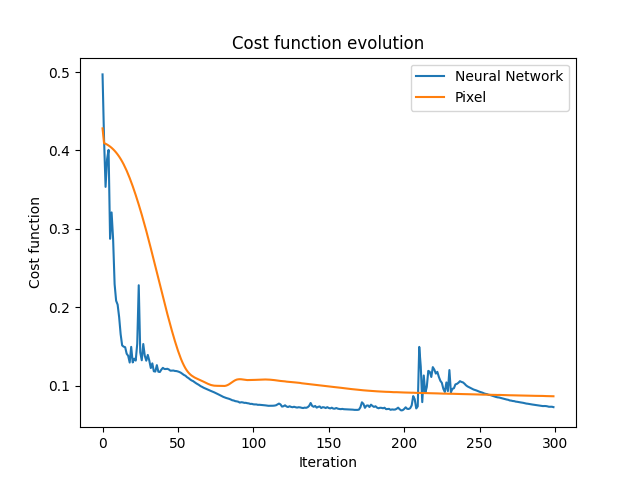 Cost function evolution
Neural Network
Pixel
Cost function
0.5
0.4
0.3
0.2
0.1
0 50 100 150 200 250 300
Iteration